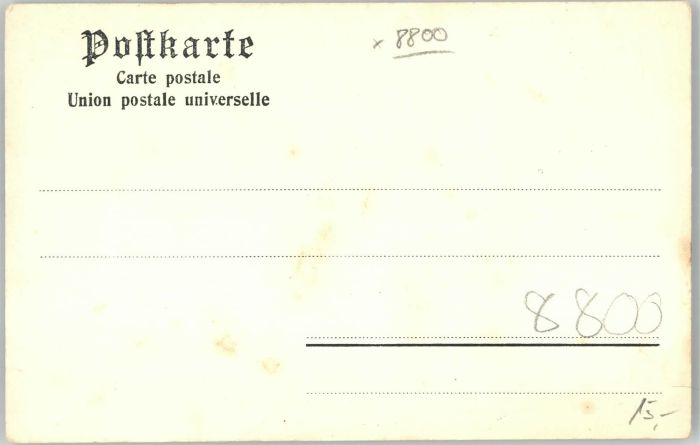 Postkarte
x 8800
Carte postale
Union postale universelle
8800
15,-